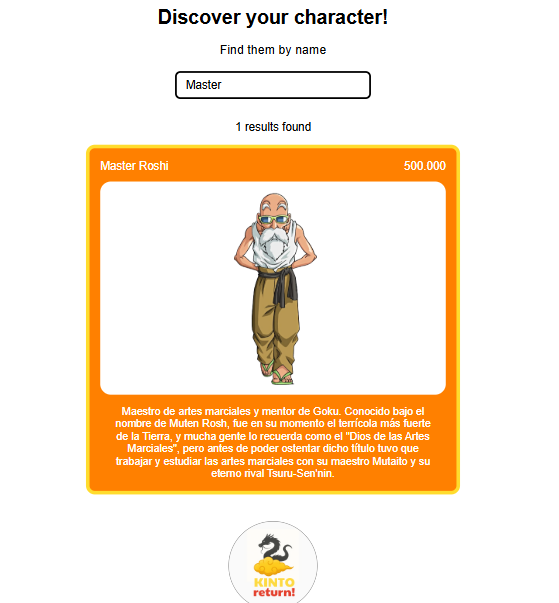 Discover your character!
Find them by name
Master
1 results found
Master Roshi 500.000
Maestro de artes marciales y mentor de Goku. Conocido bajo el
nombre de Muten Rosh, fue en su momento el terrícola más fuerte
de la Tierra, y mucha gente lo recuerda como el "Dios de las Artes
Marciales", pero antes de poder ostentar dicho título tuvo que
trabajar y estudiar las artes marciales con su maestro Mutaito y su
eterno rival Tsuru-Sen'nin.
KINTO
return!